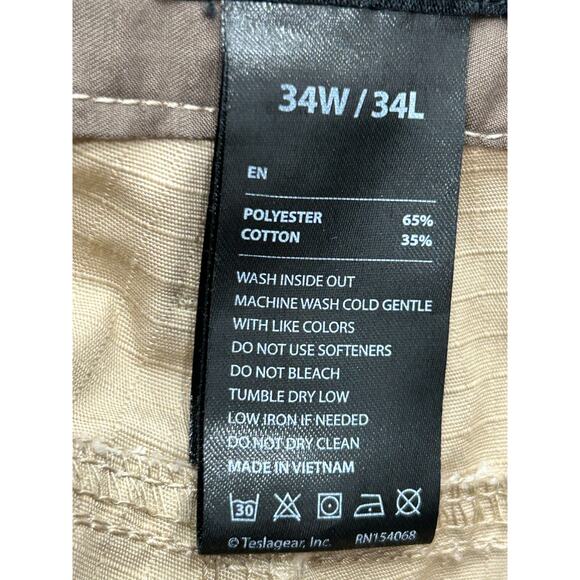 34W / 34L
EN
POLYESTER 65%
COTTON 35%
WASH INSIDE OUT
MACHINE WASH COLD GENTLE
WITH LIKE COLORS
DO NOT USE SOFTENERS
DO NOT BLEACH
TUMBLE DRY LOW
LOW IRON IF NEEDED
DO NOT DRY CLEAN
MADE IN VIETNAM
30
© Teslagear, Inc. RN154068